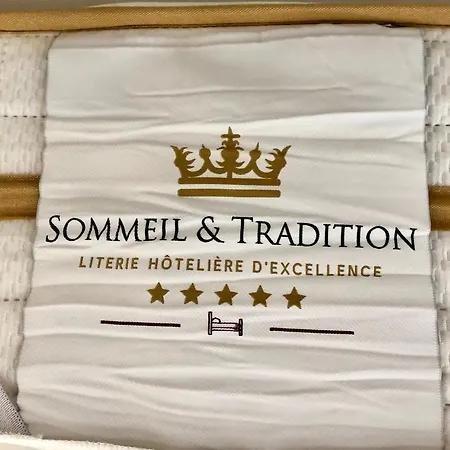 SOMMEIL & TRADITION
LITERIE HÔTELIÈRE D'EXCELLENCE